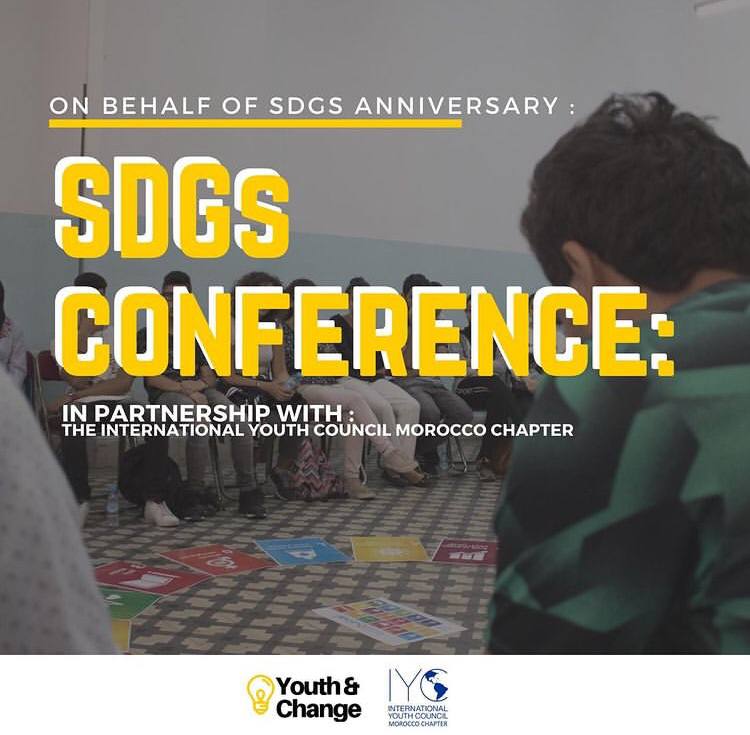 ON BEHALF OF SDGS ANNIVERSARY :
SDGs
CONFERENCE:
IN PARTNERSHIP WITH :
THE INTERNATIONAL YOUTH COUNCIL MOROCCO CHAPTER
Youth &
Change
IYC
INTERNATIONAL
YOUTH COUNCIL
MOROCCO CHAPTER